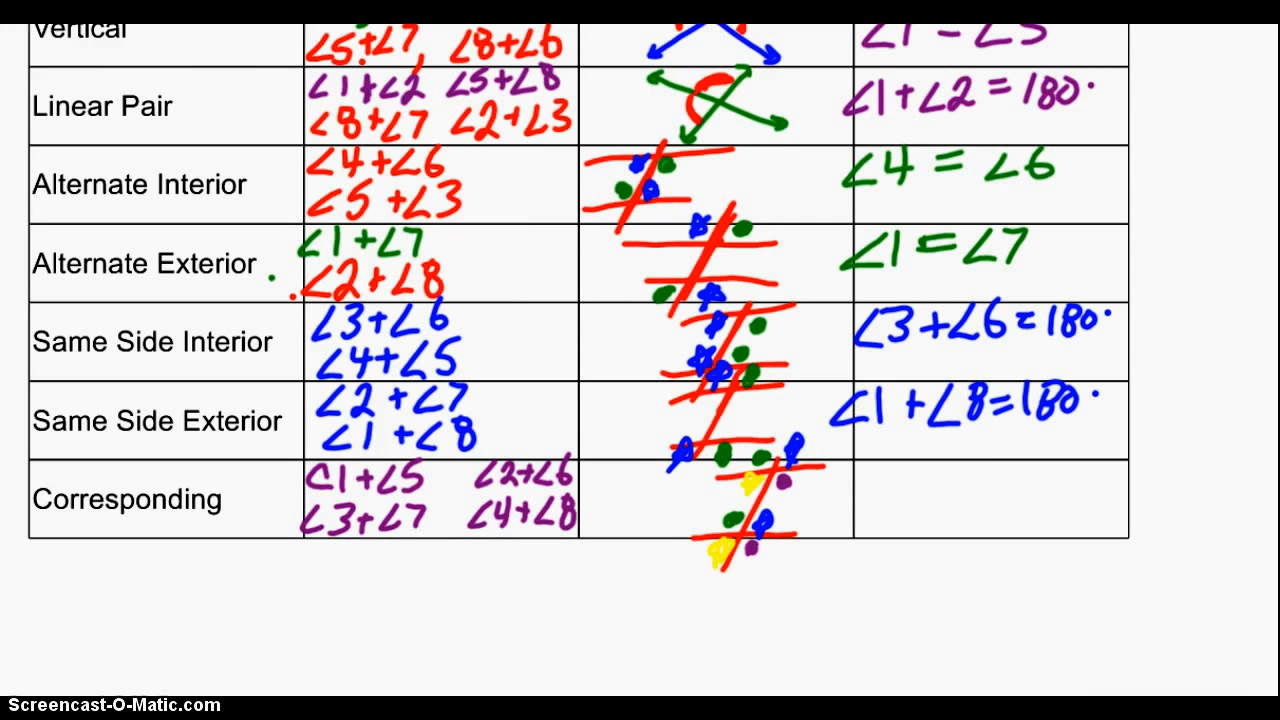 Vertical
∠5+∠7, ∠8+∠6
Linear Pair
∠1+∠2 ∠5+∠8
∠8+∠7 ∠2+∠3
∠1+∠2=180
Alternate Interior
∠4+∠6
∠5+∠3
∠4 = ∠6
Alternate Exterior
∠1+∠7
∠2+∠8
∠1=∠7
Same Side Interior
∠3+∠6
∠4+∠5
∠3+∠6=180
Same Side Exterior
∠2+∠7
∠1+∠8
∠1+∠8=180
Corresponding
∠1+∠5 ∠2+∠6
∠3+∠7 ∠4+∠8
Screencast-O-Matic.com